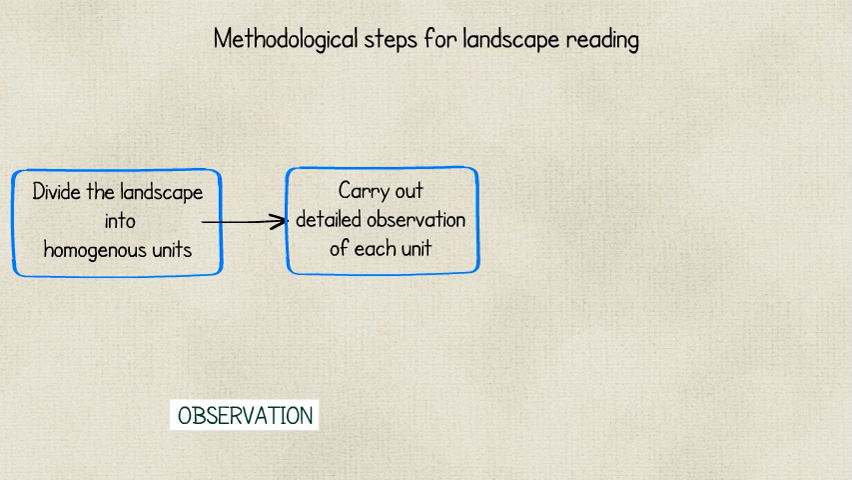 Methodological steps for landscape reading
Divide the landscape
into
homogenous units
Carry out
detailed observation
of each unit
OBSERVATION